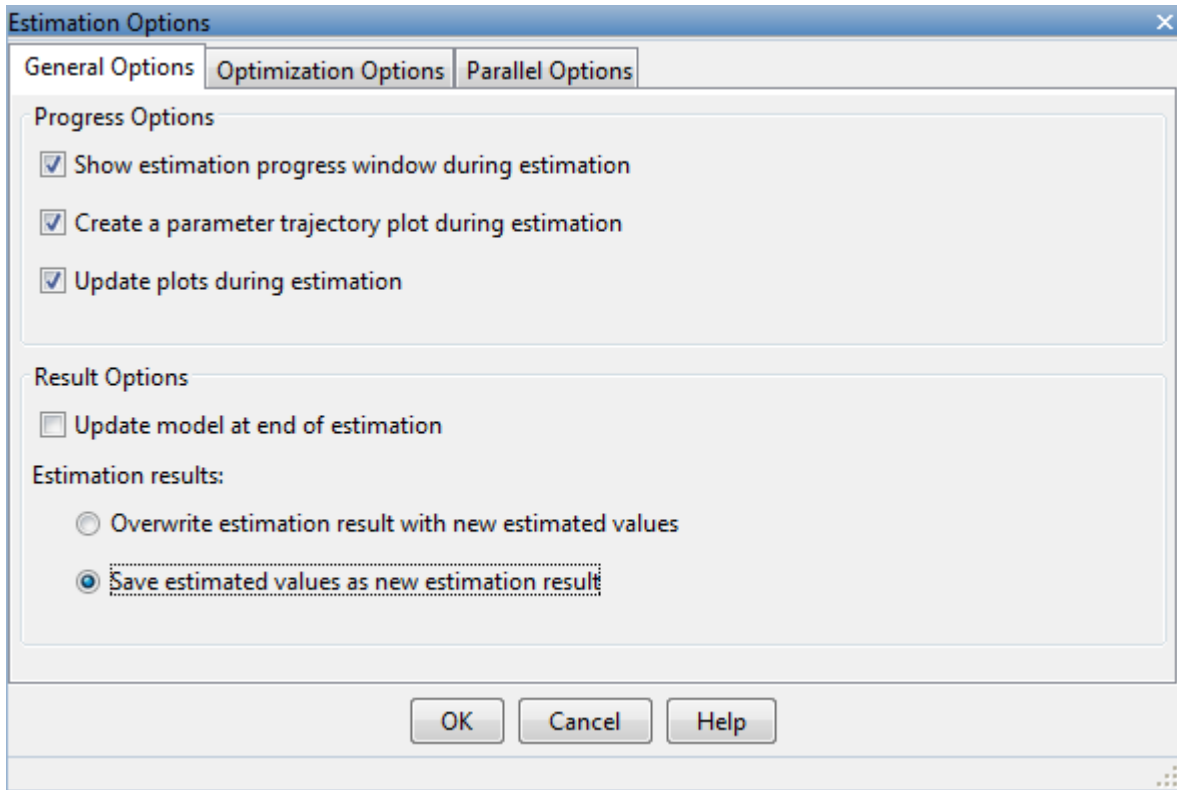 Estimation Options
General Options Optimization Options Parallel Options
Progress Options
Show estimation progress window during estimation
Create a parameter trajectory plot during estimation
Update plots during estimation
Result Options
Update model at end of estimation
Estimation results:
Overwrite estimation result with new estimated values
Save estimated values as new estimation result
OK Cancel Help